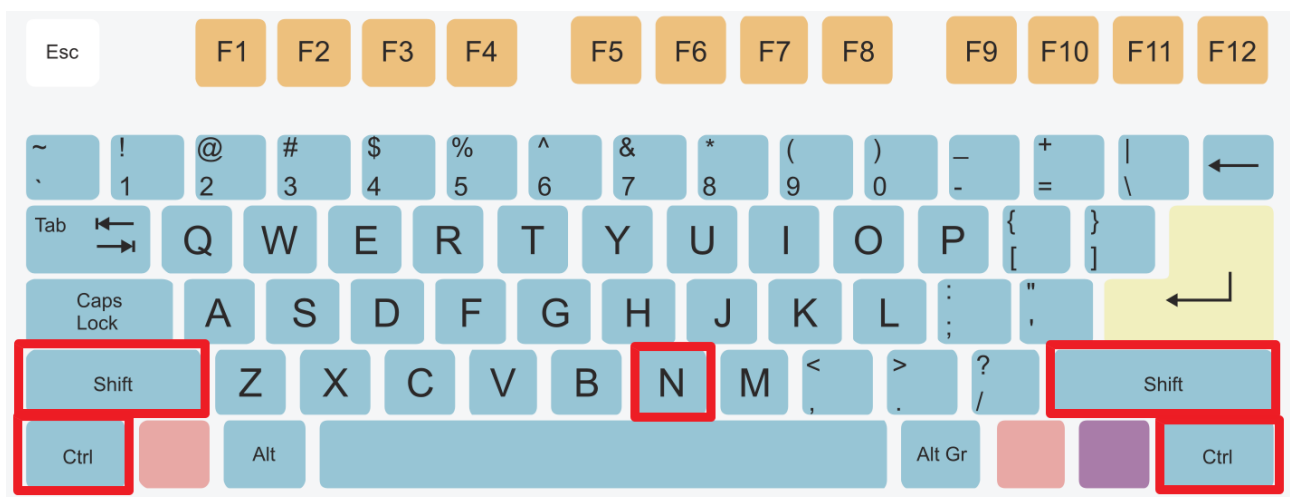 Esc F1 F2 F3 F4 F5 F6 F7 F8 F9 F10 F11 F12
~ ! @ # $ % ^ & * ( ) _ + |
` 1 2 3 4 5 6 7 8 9 0 - = \
Tab Q W E R T Y U I O P { }
[ ]
Caps
Lock A S D F G H J K L : "
; '
Shift Z X C V B N M < > ? Shift
, . /
Ctrl Alt Alt Gr Ctrl